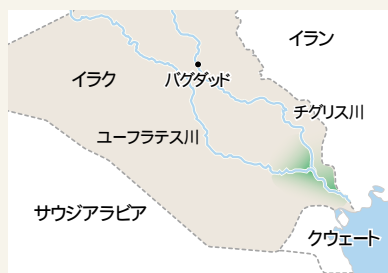 イラン
イラク
バグダッド
チグリス川
ユーフラテス川
サウジアラビア
クウェート